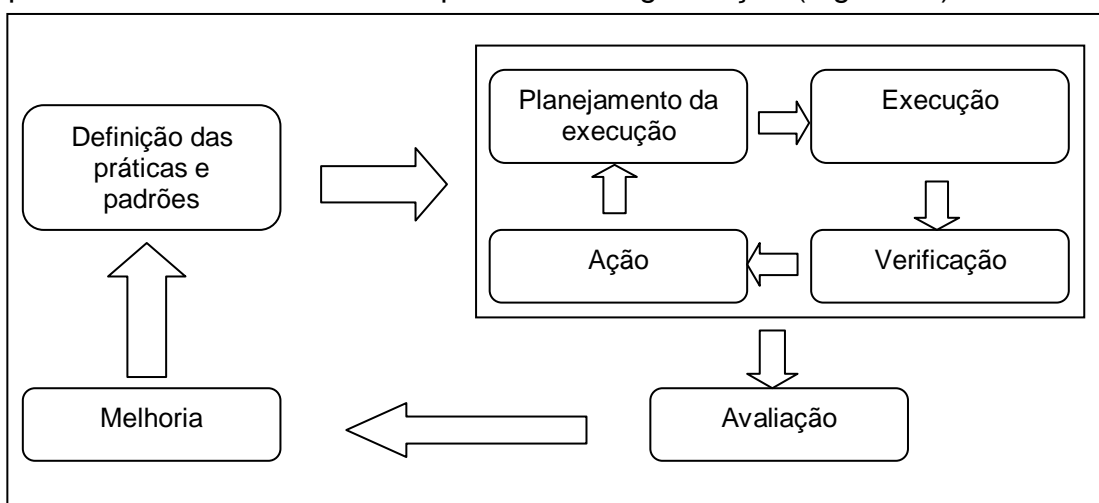 Planejamento da
execução
Execução
Definição das
práticas e
padrões
Ação
Verificação
Melhoria
Avaliação